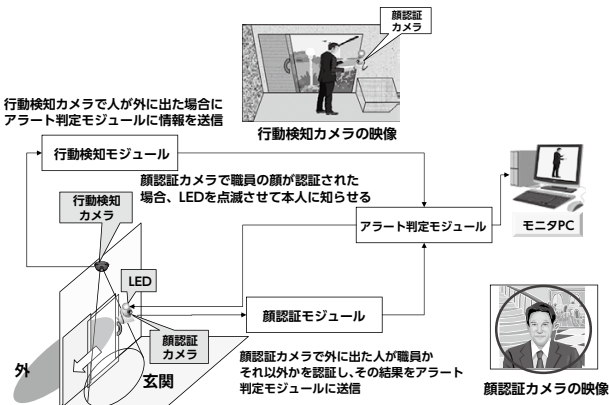 顔認証
カメラ
行動検知カメラで人が外に出た場合に
アラート判定モジュールに情報を送信
行動検知カメラの映像
行動検知モジュール
顔認証カメラで職員の顔が認証された
場合、LEDを点滅させて本人に知らせる
行動検知
カメラ
アラート判定モジュール
モニタPC
LED
顔認証モジュール
顔認証
カメラ
外
玄関
顔認証カメラで外に出た人が職員か
それ以外かを認証し、その結果をアラート
判定モジュールに送信
顔認証カメラの映像